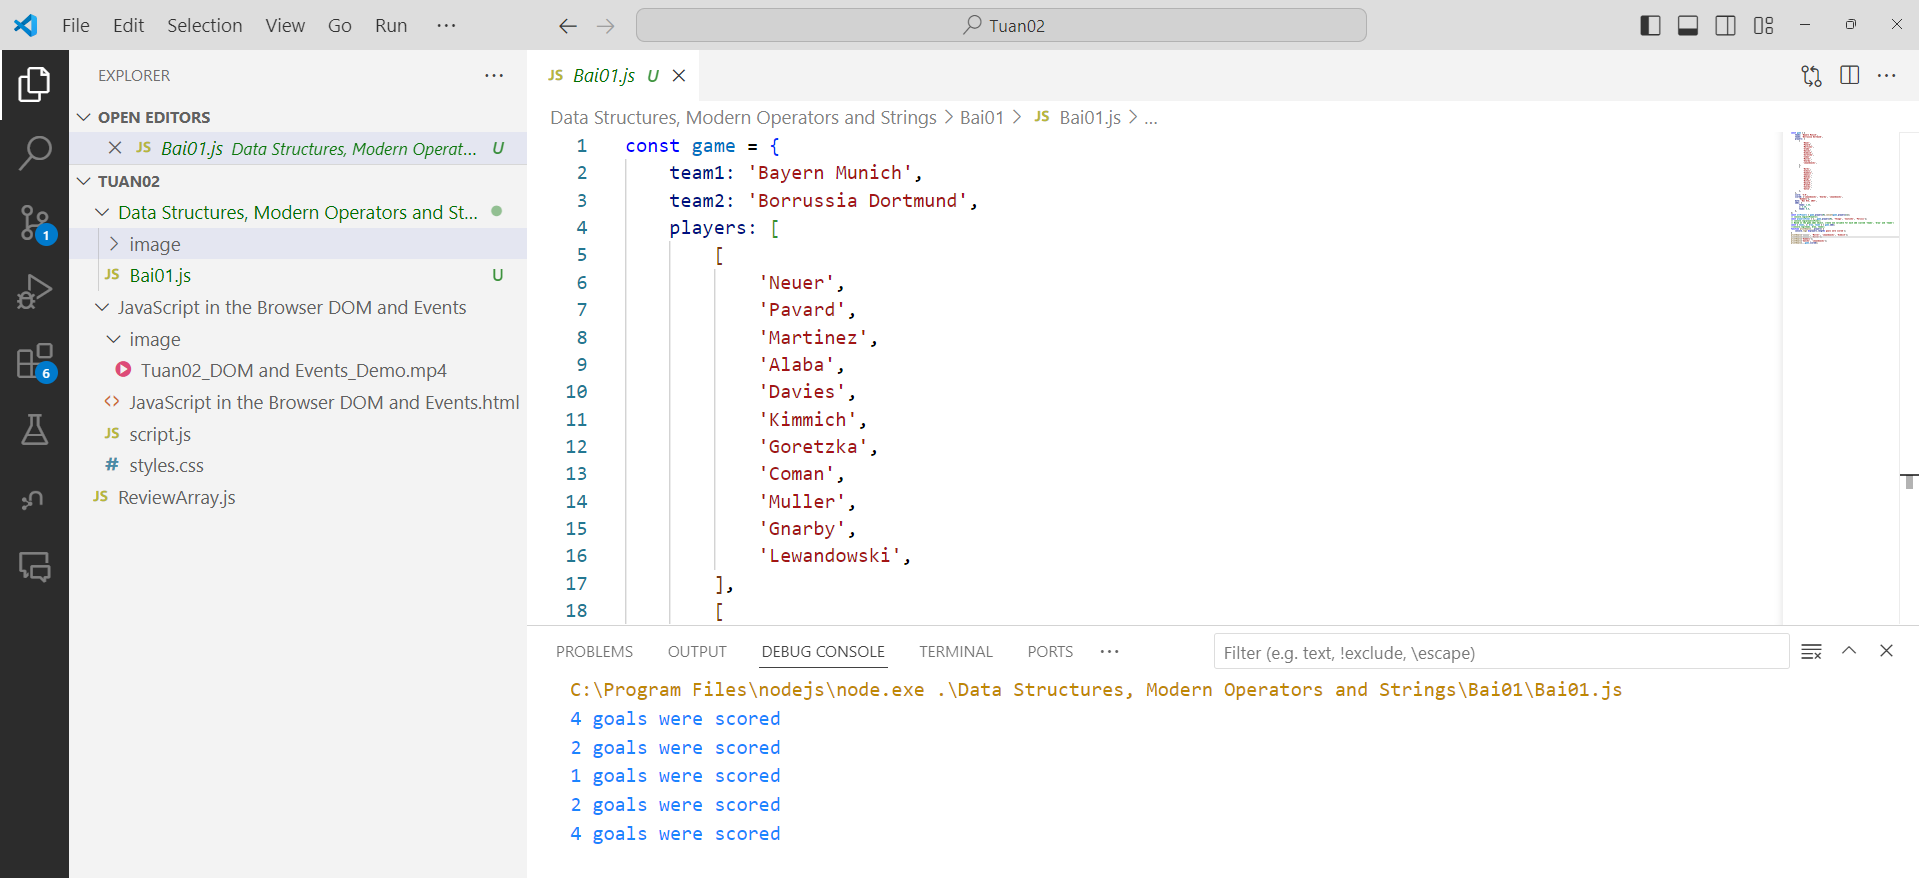 File Edit Selection View Go Run ···
Tuan02
EXPLORER
OPEN EDITORS
JS Bai01.js Data Structures, Modern Operat... U
TUAN02
Data Structures, Modern Operators and St...
image
JS Bai01.js U
JavaScript in the Browser DOM and Events
image
Tuan02_DOM and Events_Demo.mp4
<> JavaScript in the Browser DOM and Events.html
JS script.js
# styles.css
JS ReviewArray.js
1
6
JS Bai01.js U
Data Structures, Modern Operators and Strings > Bai01 > JS Bai01.js > ...
1 const game = {
2 team1: 'Bayern Munich',
3 team2: 'Borrussia Dortmund',
4 players: [
5 [
6 'Neuer',
7 'Pavard',
8 'Martinez',
9 'Alaba',
10 'Davies',
11 'Kimmich',
12 'Goretzka',
13 'Coman',
14 'Muller',
15 'Gnarby',
16 'Lewandowski',
17 ],
18 [
PROBLEMS OUTPUT DEBUG CONSOLE TERMINAL PORTS ···
Filter (e.g. text, !exclude, \escape)
C:\Program Files\nodejs\node.exe .\Data Structures, Modern Operators and Strings\Bai01\Bai01.js
4 goals were scored
2 goals were scored
1 goals were scored
2 goals were scored
4 goals were scored